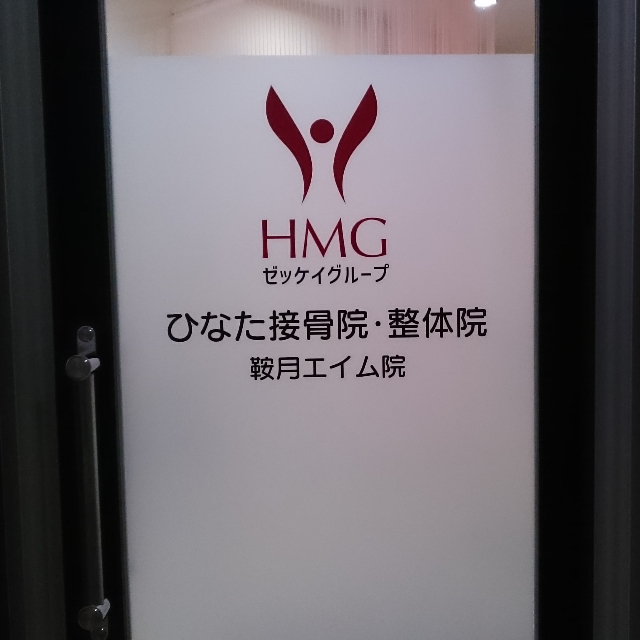 HMG
ゼッケイグループ
ひなた接骨院・整体院
鞍月エイム院